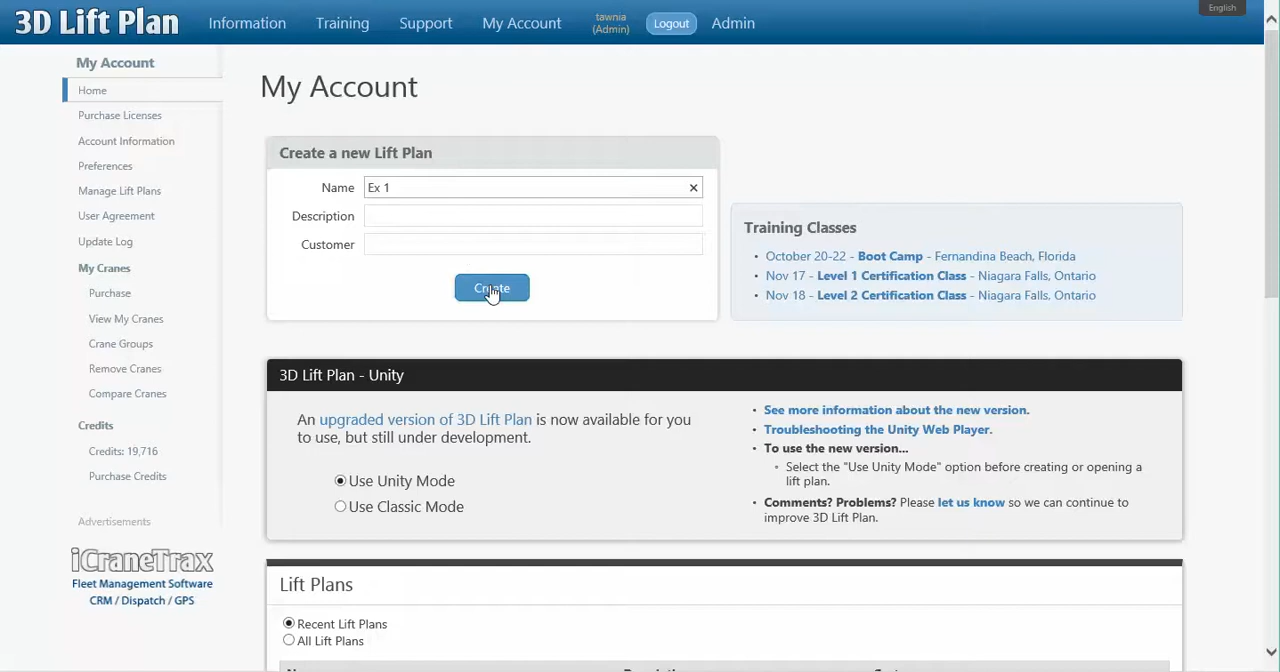 English
3D Lift Plan Information Training Support My Account tawnia (Admin) Logout Admin
My Account
Home
Purchase Licenses
Account Information
Preferences
Manage Lift Plans
User Agreement
Update Log
My Cranes
Purchase
View My Cranes
Crane Groups
Remove Cranes
Compare Cranes
Credits
Credits: 19,716
Purchase Credits
Advertisements
iCraneTrax
Fleet Management Software
CRM / Dispatch / GPS
My Account
Create a new Lift Plan
Name Ex 1 ×
Description
Customer
Create
Training Classes
• October 20-22 - Boot Camp - Fernandina Beach, Florida
• Nov 17 - Level 1 Certification Class - Niagara Falls, Ontario
• Nov 18 - Level 2 Certification Class - Niagara Falls, Ontario
3D Lift Plan - Unity
An upgraded version of 3D Lift Plan is now available for you
to use, but still under development.
Use Unity Mode
Use Classic Mode
• See more information about the new version.
• Troubleshooting the Unity Web Player.
• To use the new version...
Select the "Use Unity Mode" option before creating or opening a
lift plan.
• Comments? Problems? Please let us know so we can continue to
improve 3D Lift Plan.
Lift Plans
Recent Lift Plans
All Lift Plans